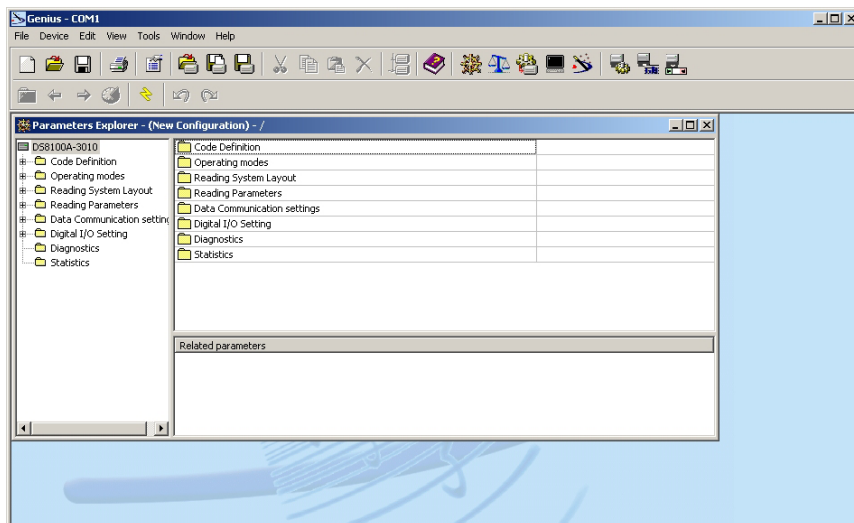 Genius - COM1
File Device Edit View Tools Window Help
Parameters Explorer - (New Configuration) - /
DS8100A-3010
Code Definition
Operating modes
Reading System Layout
Reading Parameters
Data Communication setting
Digital I/O Setting
Diagnostics
Statistics
Code Definition
Operating modes
Reading System Layout
Reading Parameters
Data Communication settings
Digital I/O Setting
Diagnostics
Statistics
Related parameters